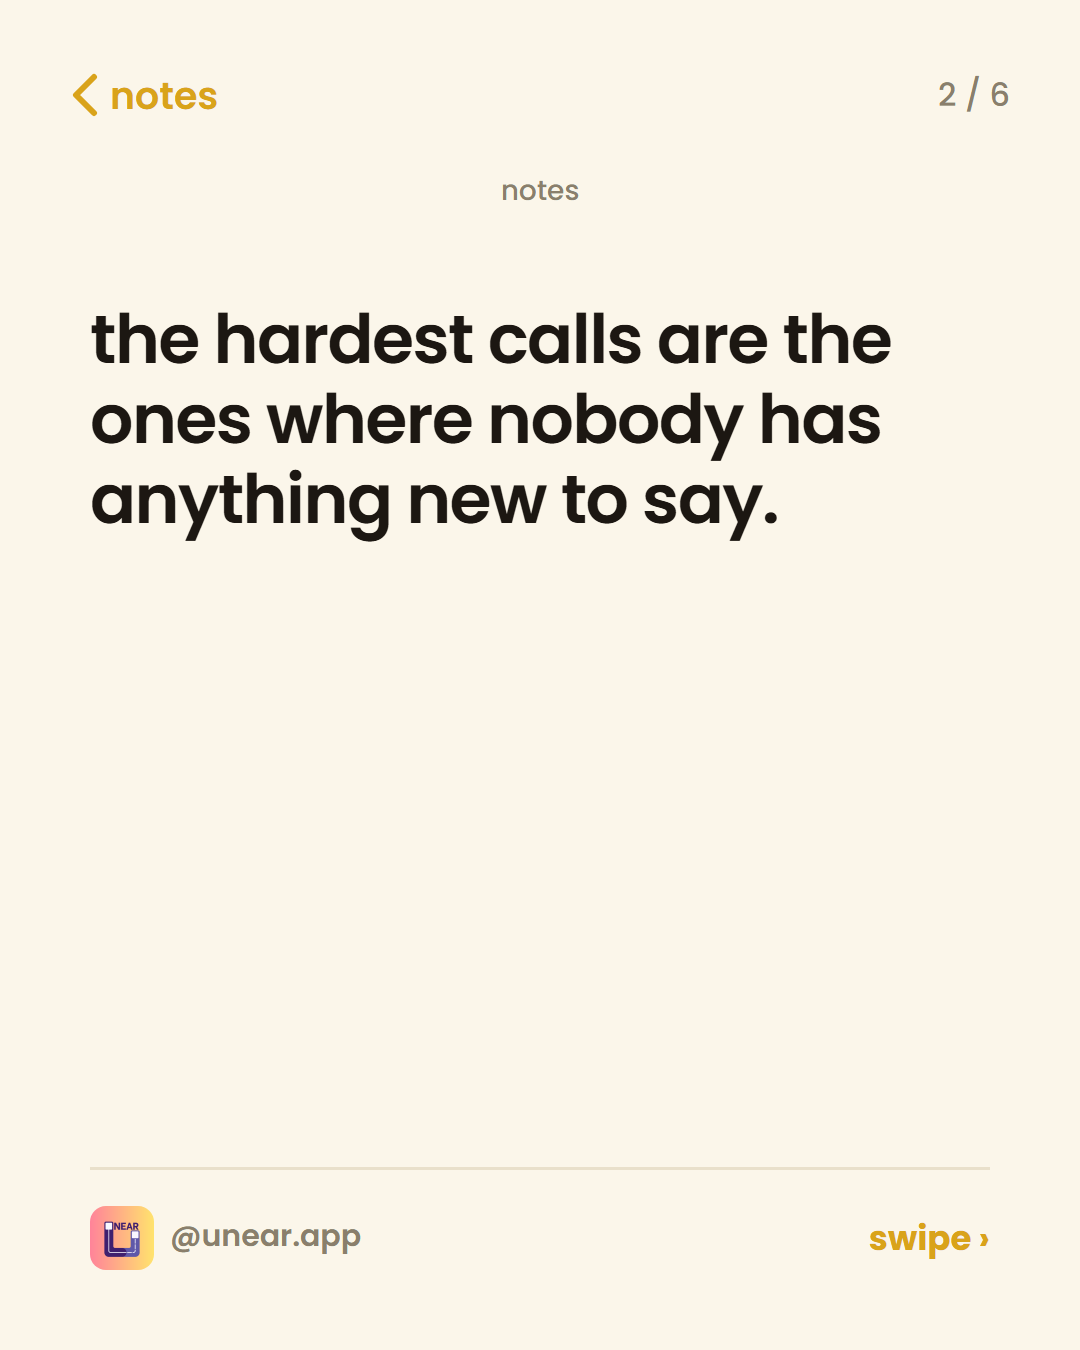 notes
2 / 6
notes
the hardest calls are the
ones where nobody has
anything new to say.
UNEAR
@unear.app
swipe ›